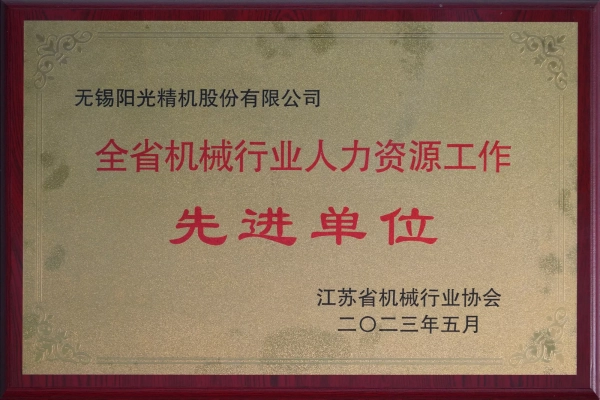 无锡阳光精机股份有限公司
全省机械行业人力资源工作
先进单位
江苏省机械行业协会
二〇二三年五月